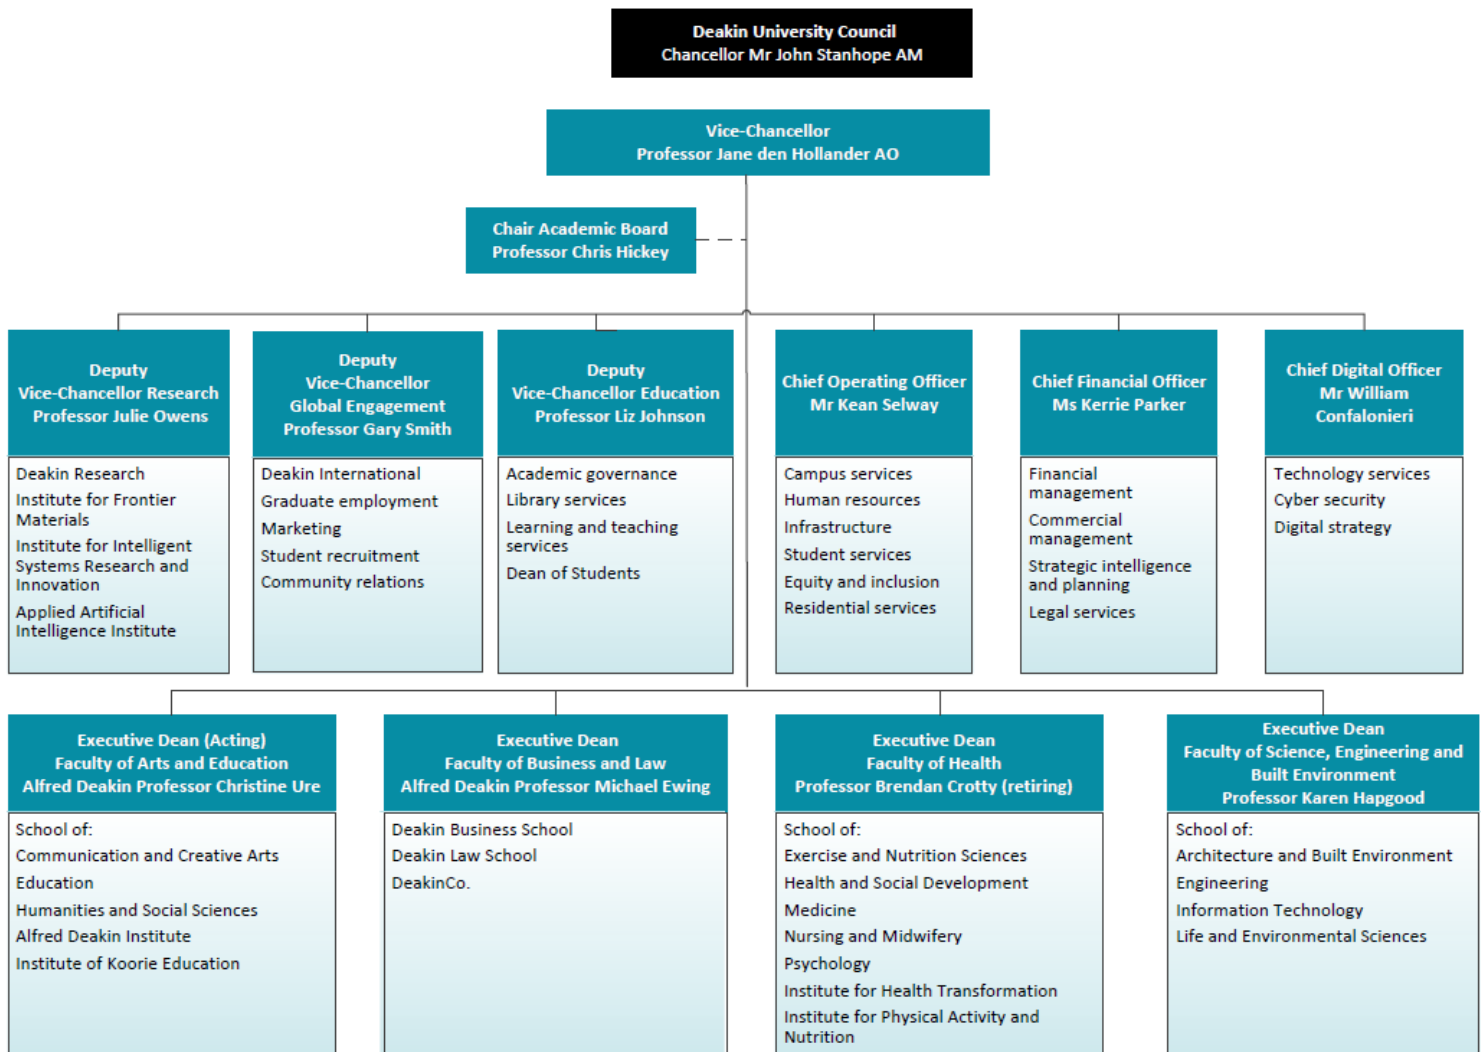 Deakin University Council
Chancellor Mr John Stanhope AM
Vice-Chancellor
Professor Jane den Hollander AO
Chair Academic Board
Professor Chris Hickey
Deputy
Vice-Chancellor Research
Professor Julie Owens
Deakin Research
Institute for Frontier
Materials
Institute for Intelligent
Systems Research and
Innovation
Applied Artificial
Intelligence Institute
Deputy
Vice-Chancellor
Global Engagement
Professor Gary Smith
Deakin International
Graduate employment
Marketing
Student recruitment
Community relations
Deputy
Vice-Chancellor Education
Professor Liz Johnson
Academic governance
Library services
Learning and teaching
services
Dean of Students
Chief Operating Officer
Mr Kean Selway
Campus services
Human resources
Infrastructure
Student services
Equity and inclusion
Residential services
Chief Financial Officer
Ms Kerrie Parker
Financial
management
Commercial
management
Strategic intelligence
and planning
Legal services
Chief Digital Officer
Mr William
Confalonieri
Technology services
Cyber security
Digital strategy
Executive Dean (Acting)
Faculty of Arts and Education
Alfred Deakin Professor Christine Ure
School of:
Communication and Creative Arts
Education
Humanities and Social Sciences
Alfred Deakin Institute
Institute of Koorie Education
Executive Dean
Faculty of Business and Law
Alfred Deakin Professor Michael Ewing
Deakin Business School
Deakin Law School
DeakinCo.
Executive Dean
Faculty of Health
Professor Brendan Crotty (retiring)
School of:
Exercise and Nutrition Sciences
Health and Social Development
Medicine
Nursing and Midwifery
Psychology
Institute for Health Transformation
Institute for Physical Activity and
Nutrition
Executive Dean
Faculty of Science, Engineering and
Built Environment
Professor Karen Hapgood
School of:
Architecture and Built Environment
Engineering
Information Technology
Life and Environmental Sciences